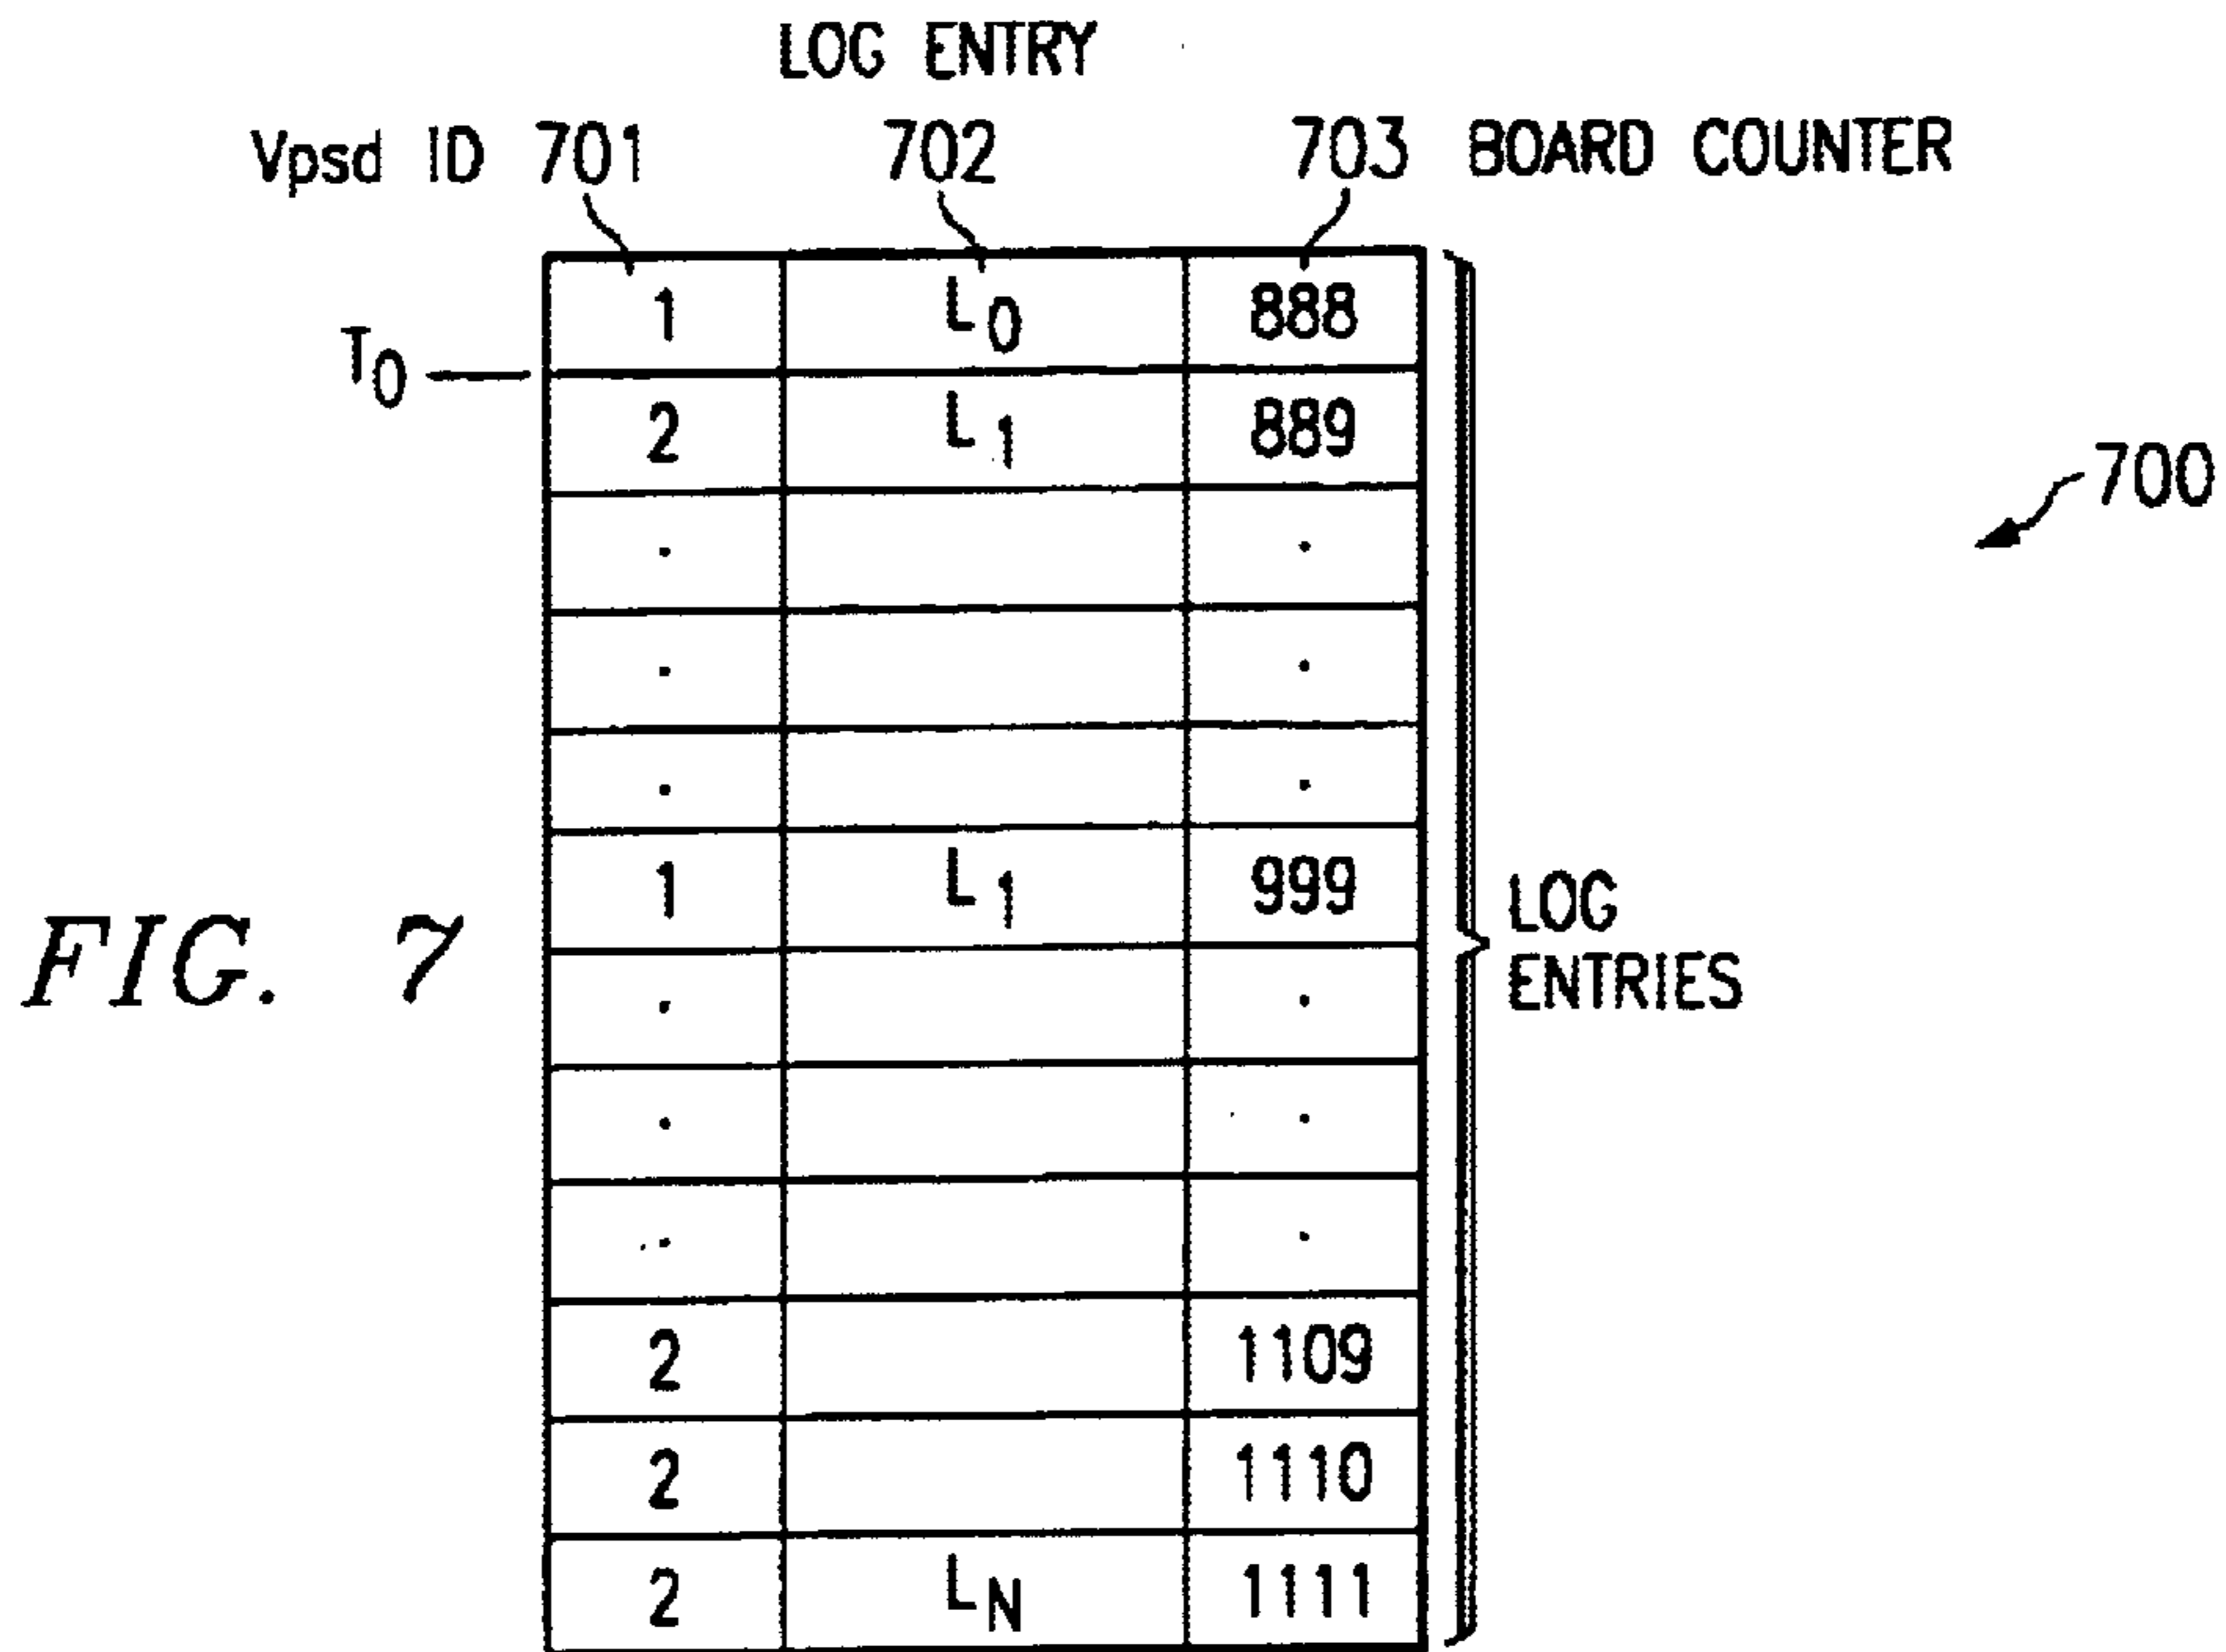 LOG ENTRY
Vpsd ID 701 702 703 BOARD COUNTER
1 L0 888
T0
2 L1 889
700
. .
. .
. .
1 L1 999
LOG
ENTRIES
FIG. 7
. .
. .
. .
2 1109
2 1110
2 LN 1111